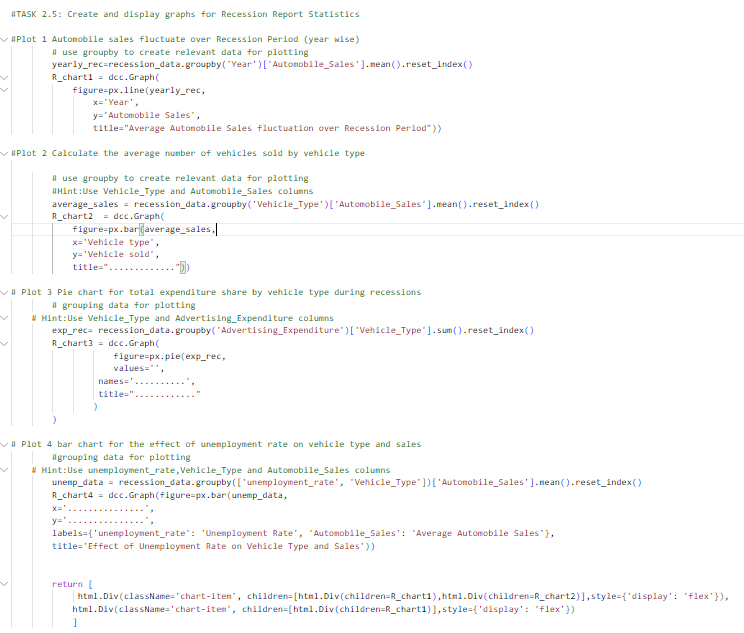 #TASK 2.5: Create and display graphs for Recession Report Statistics
#Plot 1 Automobile sales fluctuate over Recession Period (year wise)
# use groupby to create relevant data for plotting
yearly_rec=recession_data.groupby('Year')['Automobile_Sales'].mean().reset_index()
R_chart1 = dcc.Graph(
figure=px.line(yearly_rec,
x='Year',
y='Automobile Sales',
title="Average Automobile Sales fluctuation over Recession Period"))
#Plot 2 Calculate the average number of vehicles sold by vehicle type
# use groupby to create relevant data for plotting
#Hint:Use Vehicle_Type and Automobile_Sales columns
average_sales = recession_data.groupby('Vehicle_Type')['Automobile_Sales'].mean().reset_index()
R_chart2  = dcc.Graph(
figure=px.bar(average_sales,
x='Vehicle type',
y='Vehicle sold',
title="............."))
# Plot 3 Pie chart for total expenditure share by vehicle type during recessions
# grouping data for plotting
# Hint:Use Vehicle_Type and Advertising_Expenditure columns
exp_rec= recession_data.groupby('Advertising_Expenditure')['Vehicle_Type'].sum().reset_index()
R_chart3 = dcc.Graph(
figure=px.pie(exp_rec,
values='',
names='..........',
title="............"
)
)
# Plot 4 bar chart for the effect of unemployment rate on vehicle type and sales
#grouping data for plotting
# Hint:Use unemployment_rate,Vehicle_Type and Automobile_Sales columns
unemp_data = recession_data.groupby(['unemployment_rate', 'Vehicle_Type'])['Automobile_Sales'].mean().reset_index()
R_chart4 = dcc.Graph(figure=px.bar(unemp_data,
x='...............',
y='...............',
labels={'unemployment_rate': 'Unemployment Rate', 'Automobile_Sales': 'Average Automobile Sales'},
title='Effect of Unemployment Rate on Vehicle Type and Sales'))
return [
html.Div(className='chart-item', children=[html.Div(children=R_chart1),html.Div(children=R_chart2)],style={'display': 'flex'}),
html.Div(className='chart-item', children=[html.Div(children=R_chart1)],style={'display': 'flex'})
]